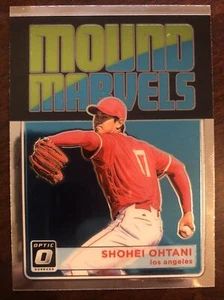 MOUND
MARVELS
17
OPTIC
DONRUSS
SHOHEI OHTANI
los angeles